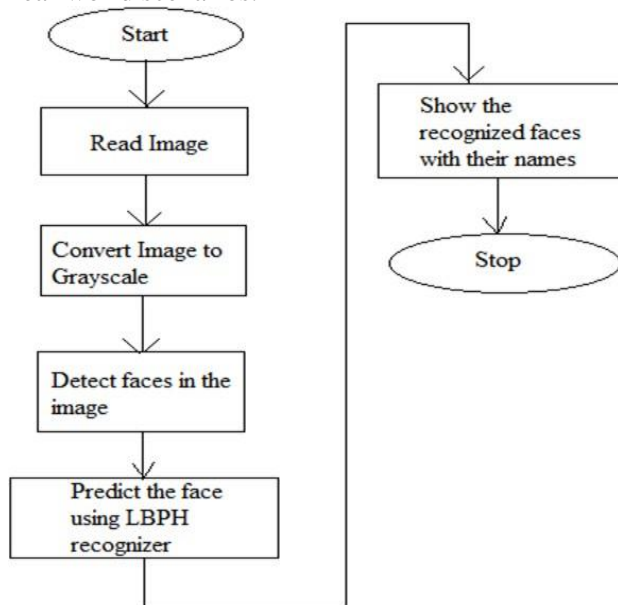 Start
Read Image
Convert Image to
Grayscale
Detect faces in the
image
Predict the face
using LBPH
recognizer
Show the
recognized faces
with their names
Stop